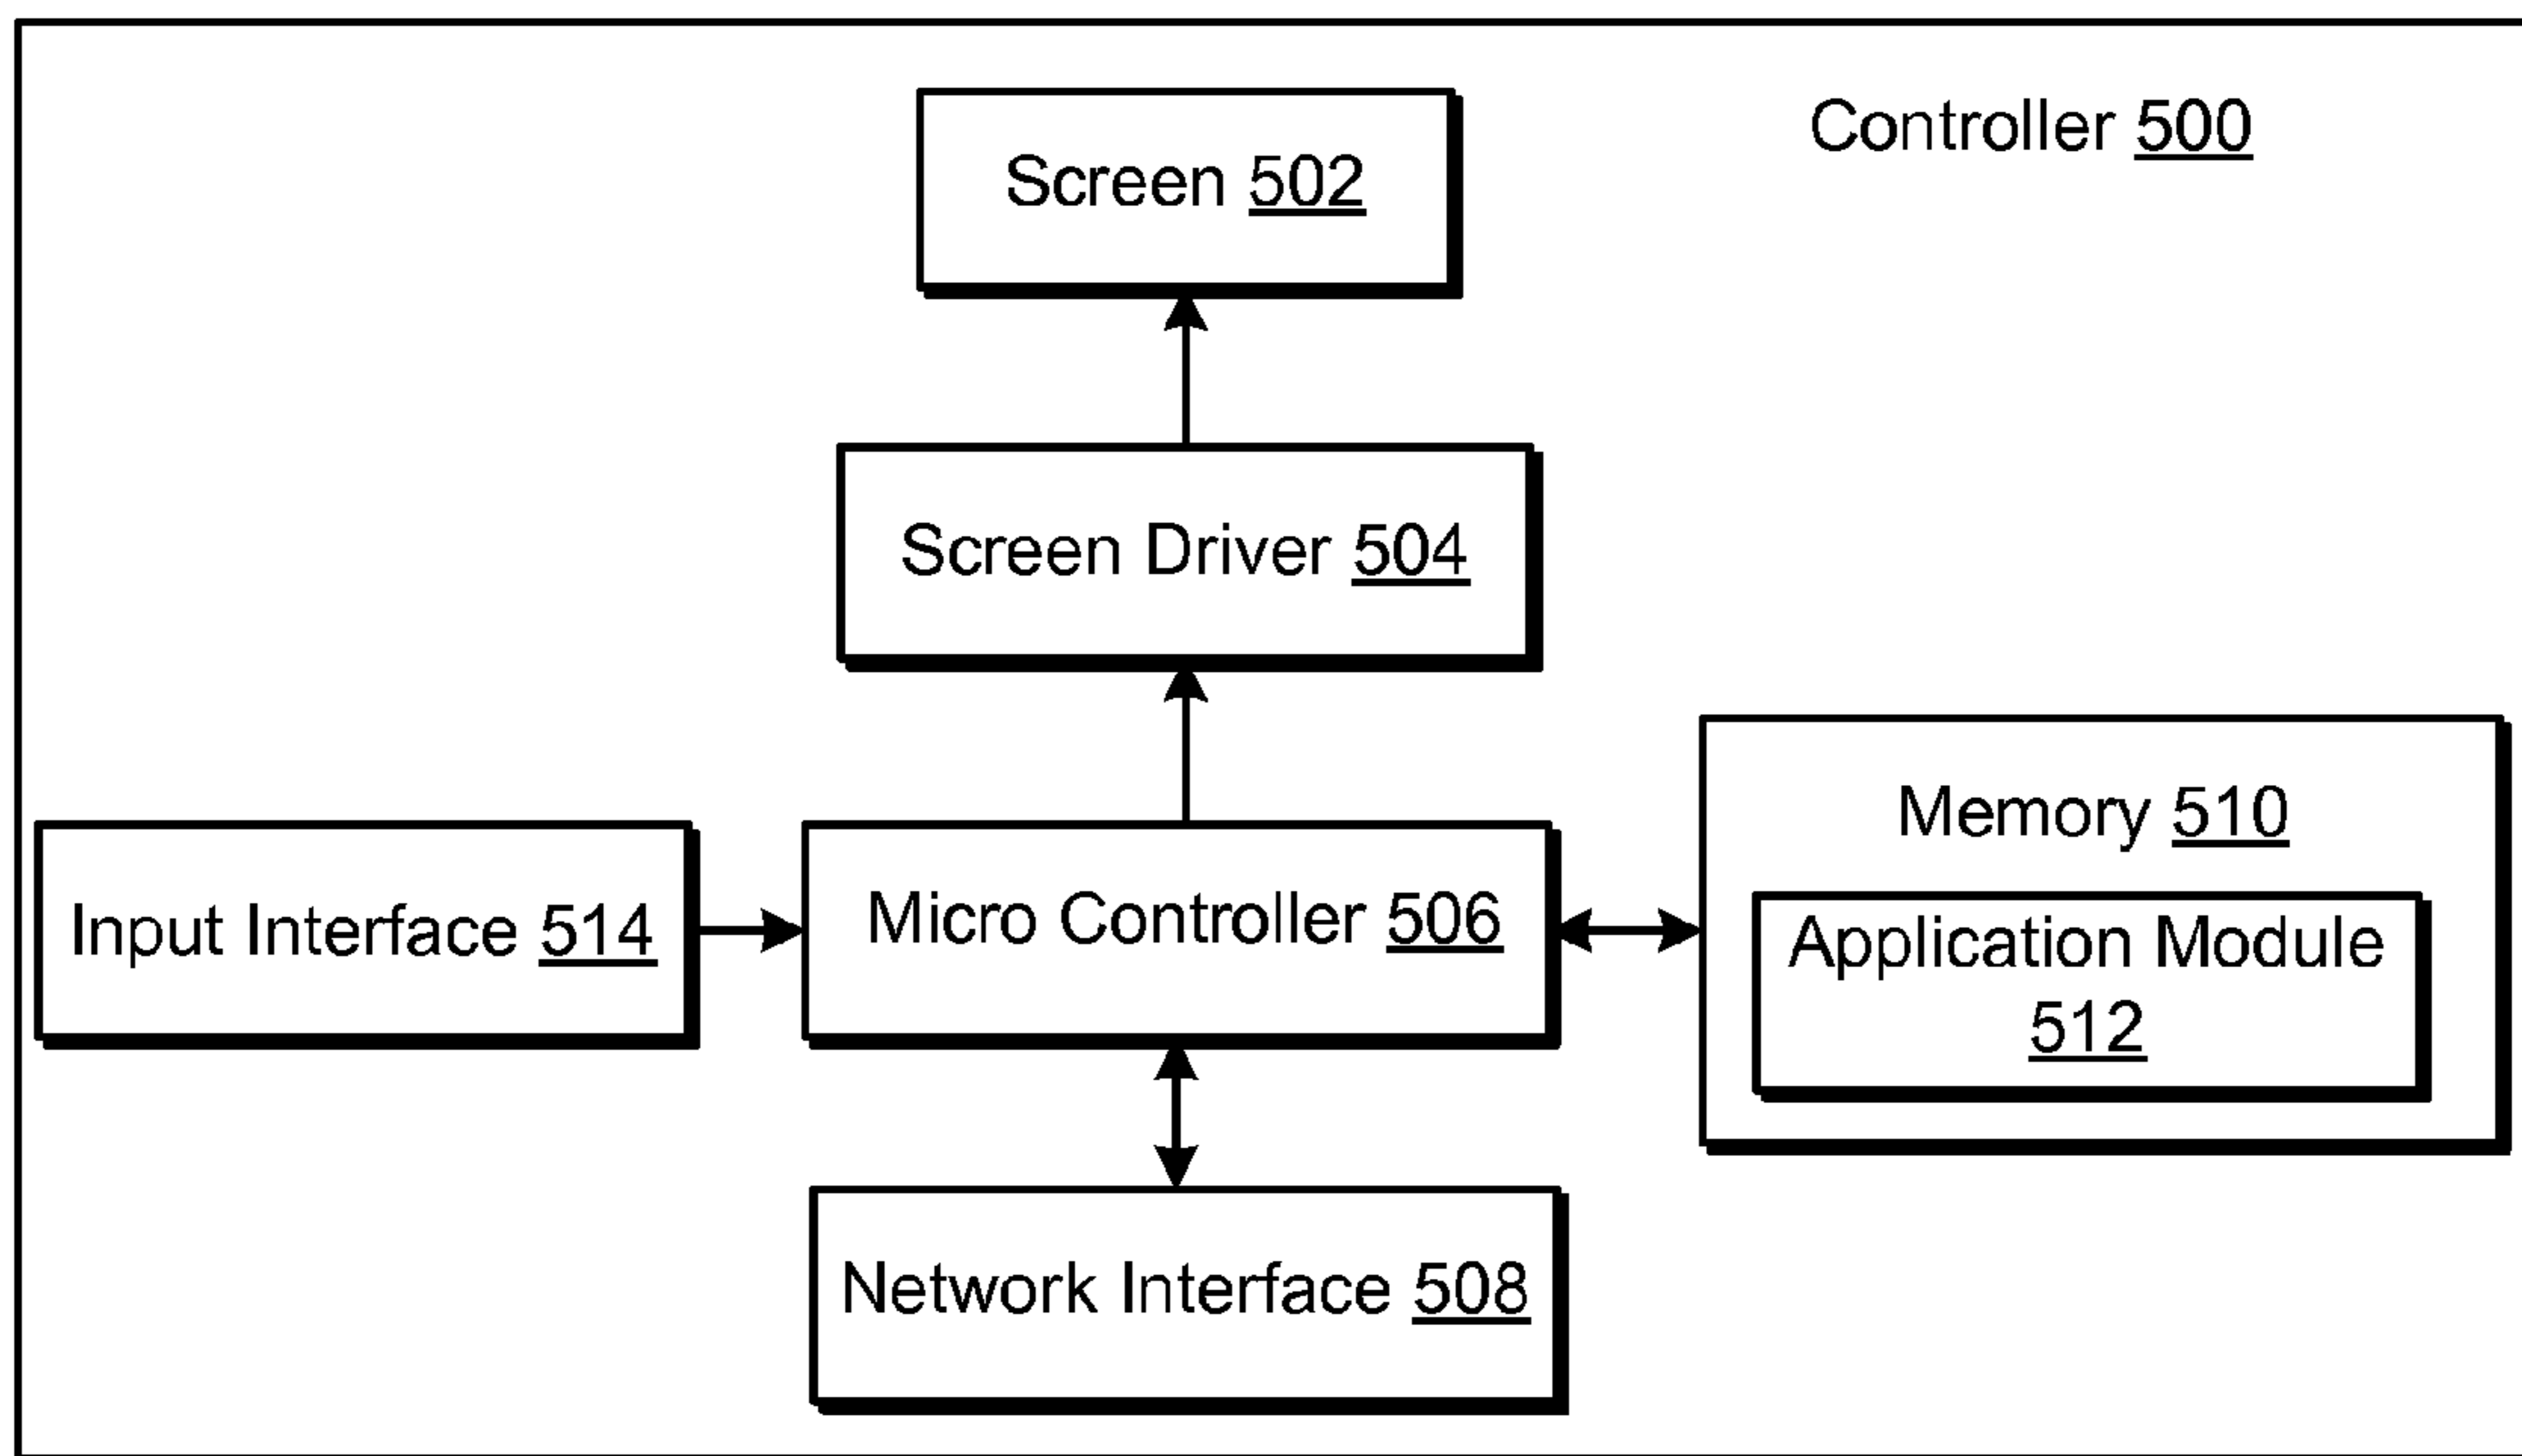 Controller 500
Screen 502
Screen Driver 504
Memory 510
Input Interface 514
Micro Controller 506
Application Module
512
Network Interface 508